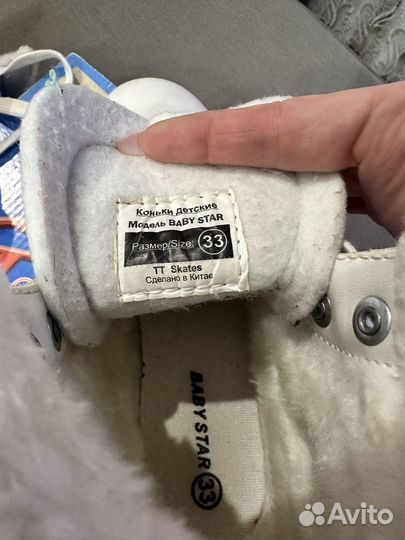 Коньки Детские
Модель BABY STAR
Размер/Size: 33
TT Skates
Сделано в Китае
BABY STAR 33
Avito